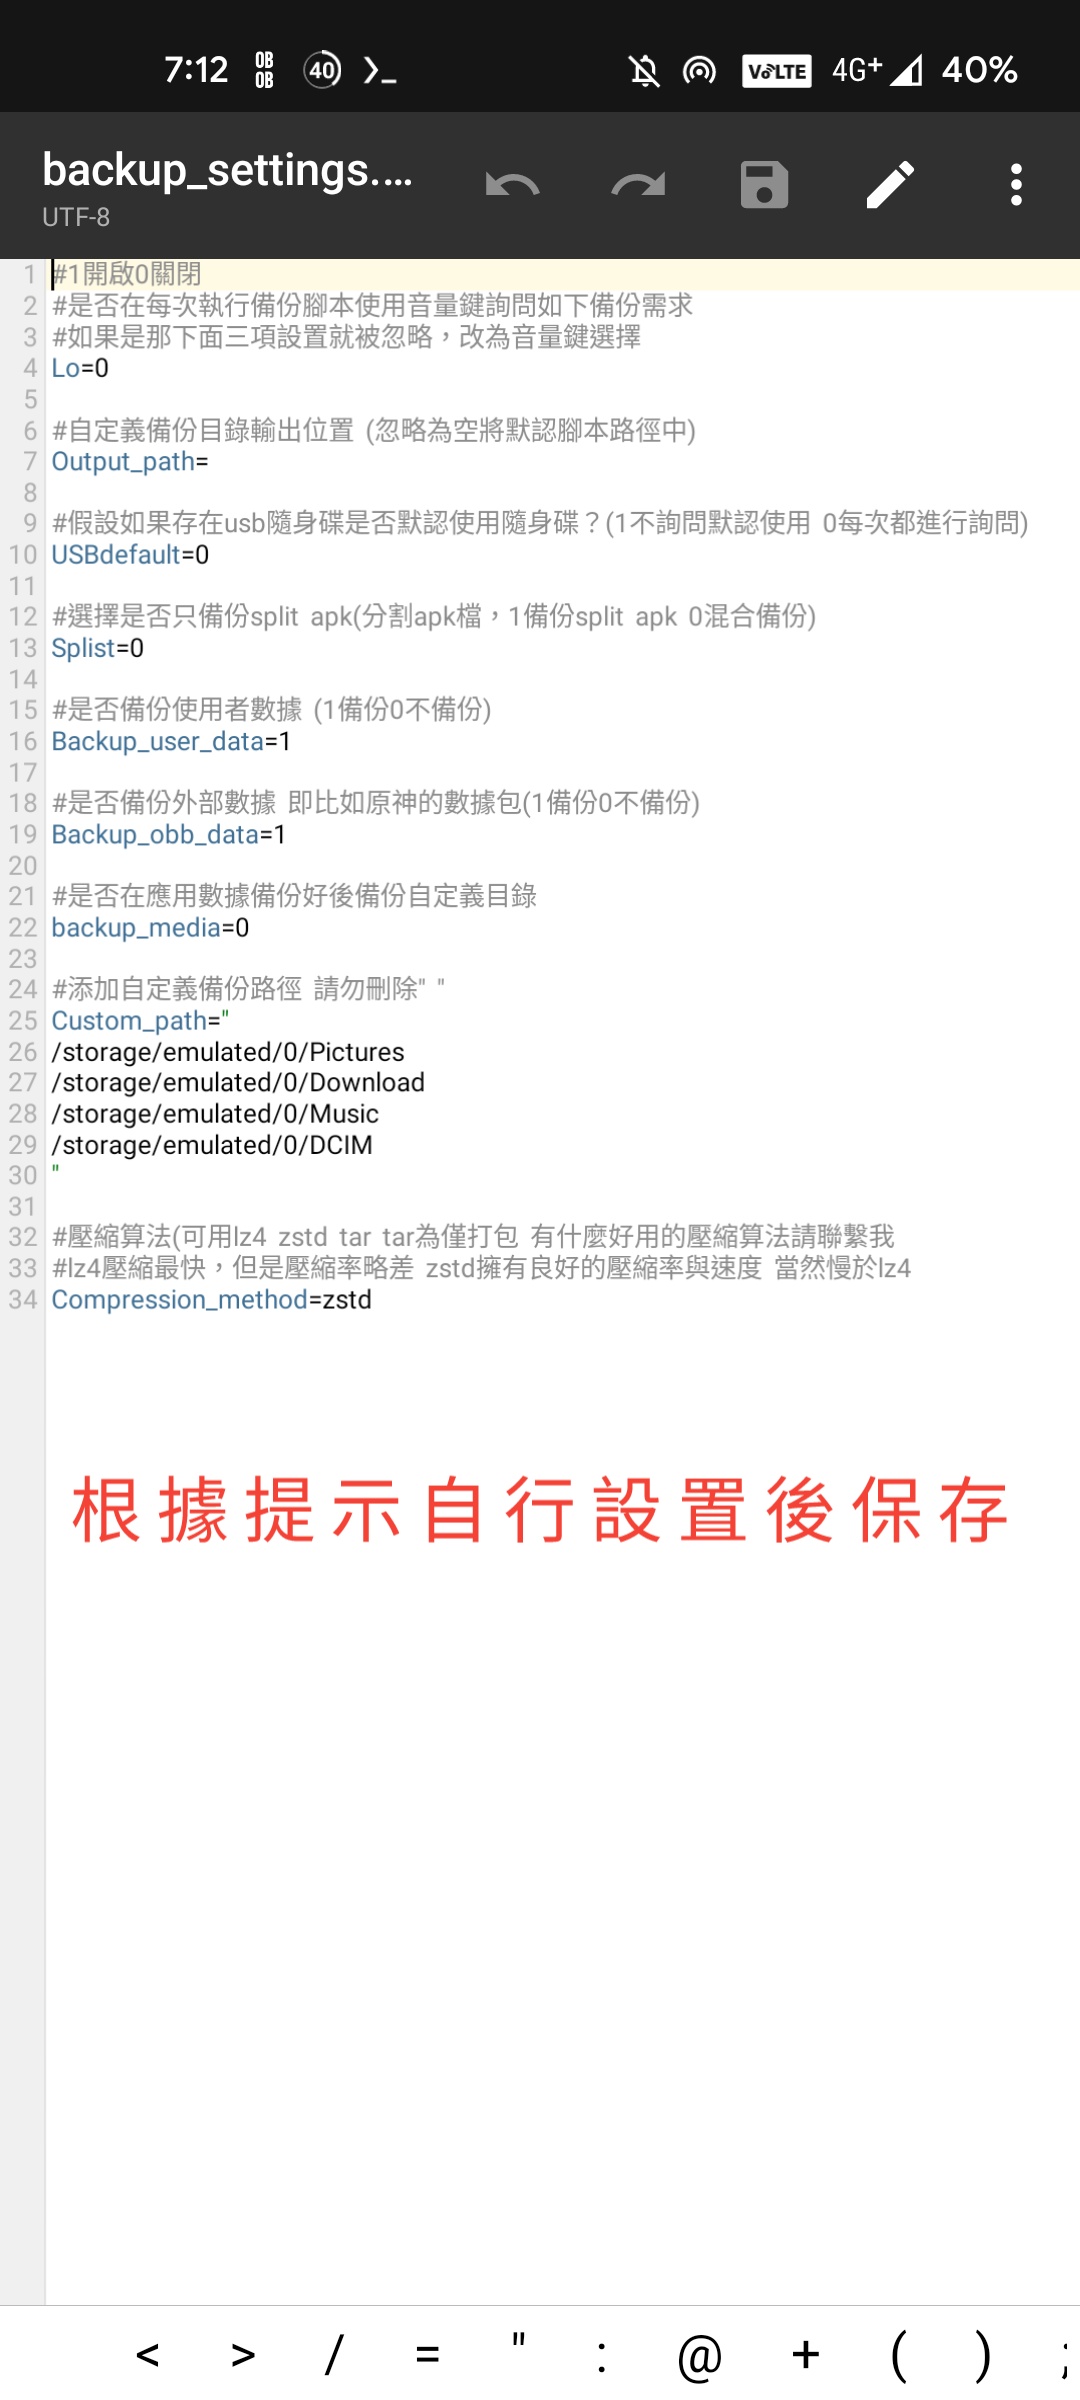 7:12 OB OB 40 VoLTE 4G+ 40%
backup_settings....
UTF-8
1 #1開啟0關閉
2 #是否在每次執行備份腳本使用音量鍵詢問如下備份需求
3 #如果是那下面三項設置就被忽略，改為音量鍵選擇
4 Lo=0
5
6 #自定義備份目錄輸出位置 (忽略為空將默認腳本路徑中)
7 Output_path=
8
9 #假設如果存在usb隨身碟是否默認使用隨身碟？(1不詢問默認使用 0每次都進行詢問)
10 USBdefault=0
11
12 #選擇是否只備份split apk(分割apk檔，1備份split apk 0混合備份)
13 Splist=0
14
15 #是否備份使用者數據 (1備份0不備份)
16 Backup_user_data=1
17
18 #是否備份外部數據 即比如原神的數據包(1備份0不備份)
19 Backup_obb_data=1
20
21 #是否在應用數據備份好後備份自定義目錄
22 backup_media=0
23
24 #添加自定義備份路徑 請勿刪除" "
25 Custom_path="
26 /storage/emulated/0/Pictures
27 /storage/emulated/0/Download
28 /storage/emulated/0/Music
29 /storage/emulated/0/DCIM
30 "
31
32 #壓縮算法(可用lz4 zstd tar tar為僅打包 有什麼好用的壓縮算法請聯繫我
33 #lz4壓縮最快，但是壓縮率略差 zstd擁有良好的壓縮率與速度 當然慢於lz4
34 Compression_method=zstd
根據提示自行設置後保存
< > / = " : @ + ( ) ;